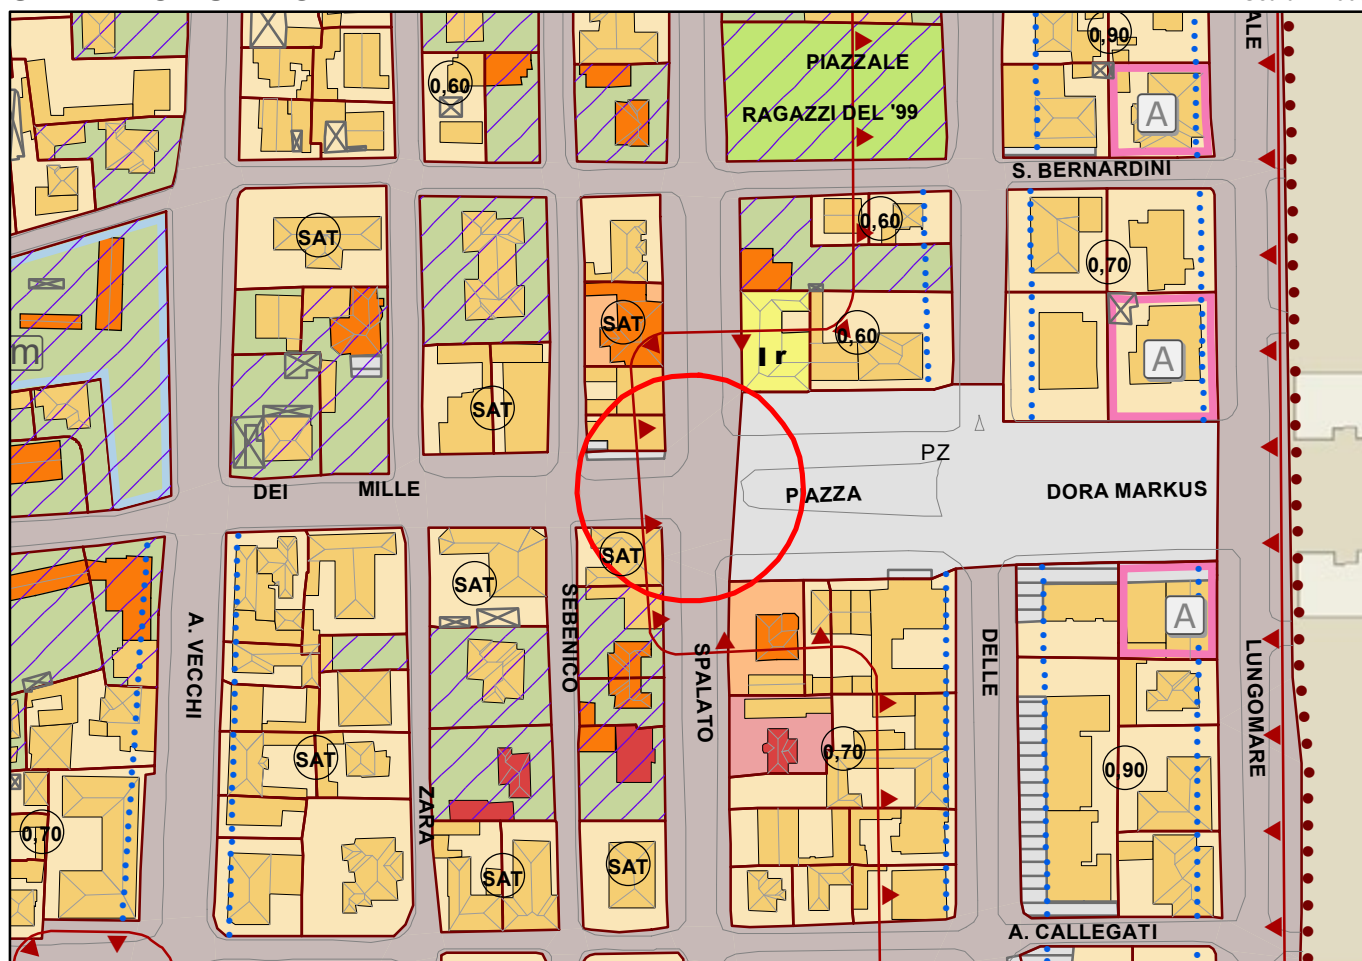 ALE
0,90
0,60
PIAZZALE
RAGAZZI DEL '99
A
S. BERNARDINI
SAT
0,60
0,70
SAT
0,60
I r
A
m
SAT
PZ
DEI MILLE
PIAZZA
DORA MARKUS
SAT
SAT
A
A. VECCHI
SEBENICO
SPALATO
DELLE
LUNGOMARE
SAT
0,70
0,90
ZARA
0,70
SAT
SAT
A. CALLEGATI